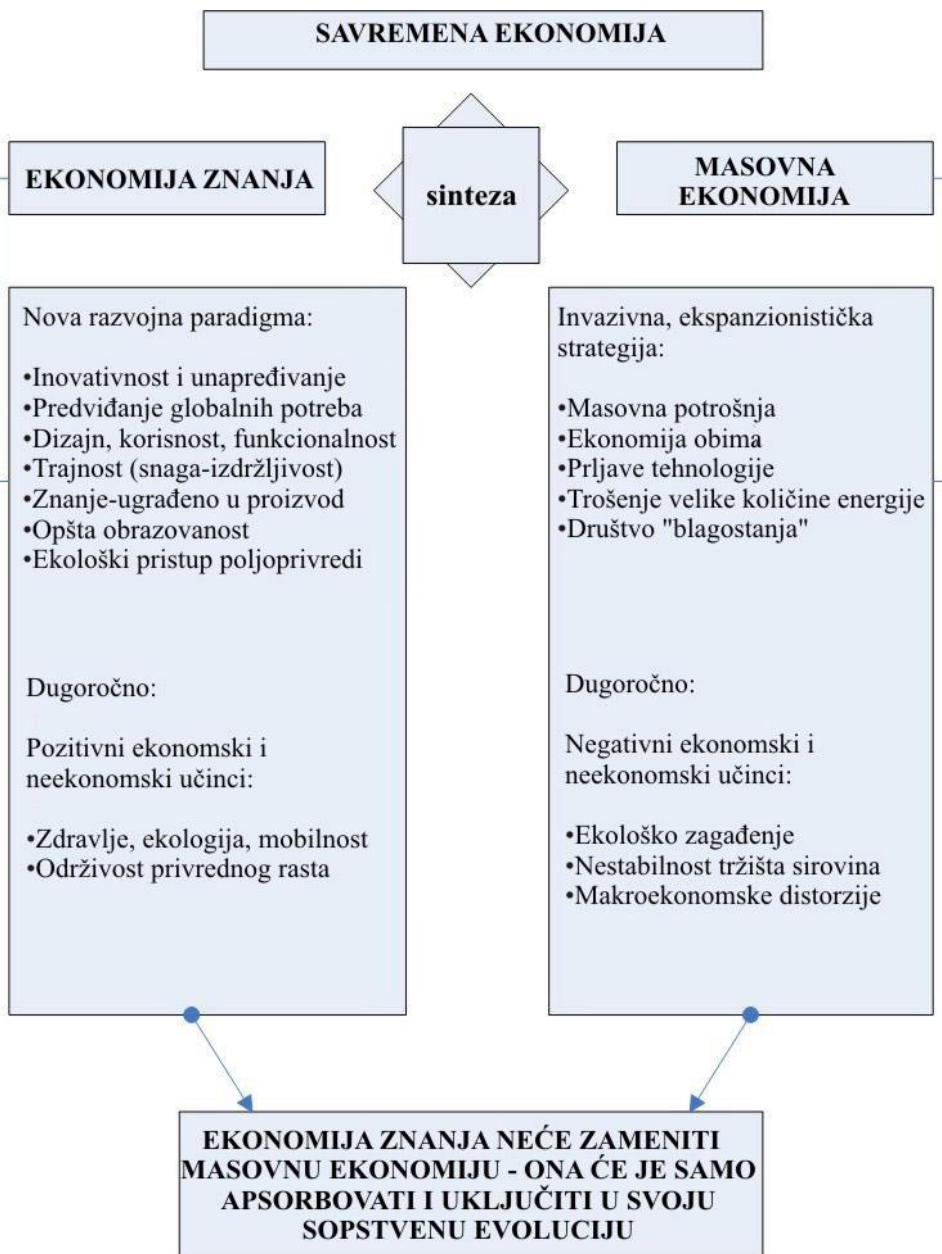 SAVREMENA EKONOMIJA
EKONOMIJA ZNANJA
sinteza
MASOVNA
EKONOMIJA
Nova razvojna paradigma:
•Inovativnost i unapređivanje
•Predviđanje globalnih potreba
•Dizajn, korisnost, funkcionalnost
•Trajnost (snaga-izdržljivost)
•Znanje-ugrađeno u proizvod
•Opšta obrazovanost
•Ekološki pristup poljoprivredi
Dugoročno:
Pozitivni ekonomski i
neekonomski učinci:
•Zdravlje, ekologija, mobilnost
•Održivost privrednog rasta
Invazivna, ekspanzionistička
strategija:
•Masovna potrošnja
•Ekonomija obima
•Prljave tehnologije
•Trošenje velike količine energije
•Društvo "blagostanja"
Dugoročno:
Negativni ekonomski i
neekonomski učinci:
•Ekološko zagađenje
•Nestabilnost tržišta sirovina
•Makroekonomske distorzije
EKONOMIJA ZNANJA NEĆE ZAMENITI
MASOVNU EKONOMIJU - ONA ĆE JE SAMO
APSORBOVATI I UKLJUČITI U SVOJU
SOPSTVENU EVOLUCIJU